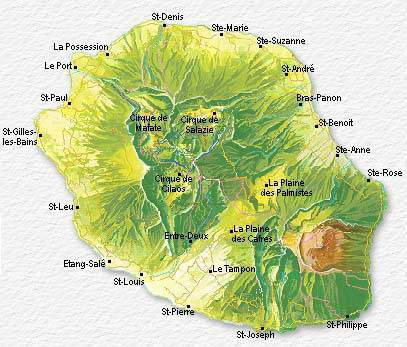 St-Denis
Ste-Marie
La Possession
Ste-Suzanne
Le Port
St-André
St-Paul
Bras-Panon
Cirque de
Mafate
Cirque de
Salazie
St-Gilles-
les-Bains
St-Benoit
Ste-Anne
Cirque de
Cilaos
La Plaine
des Palmistes
Ste-Rose
St-Leu
La Plaine
des Cafres
Entre-Deux
Etang-Salé
Le Tampon
St-Louis
St-Pierre
St-Philippe
St-Joseph